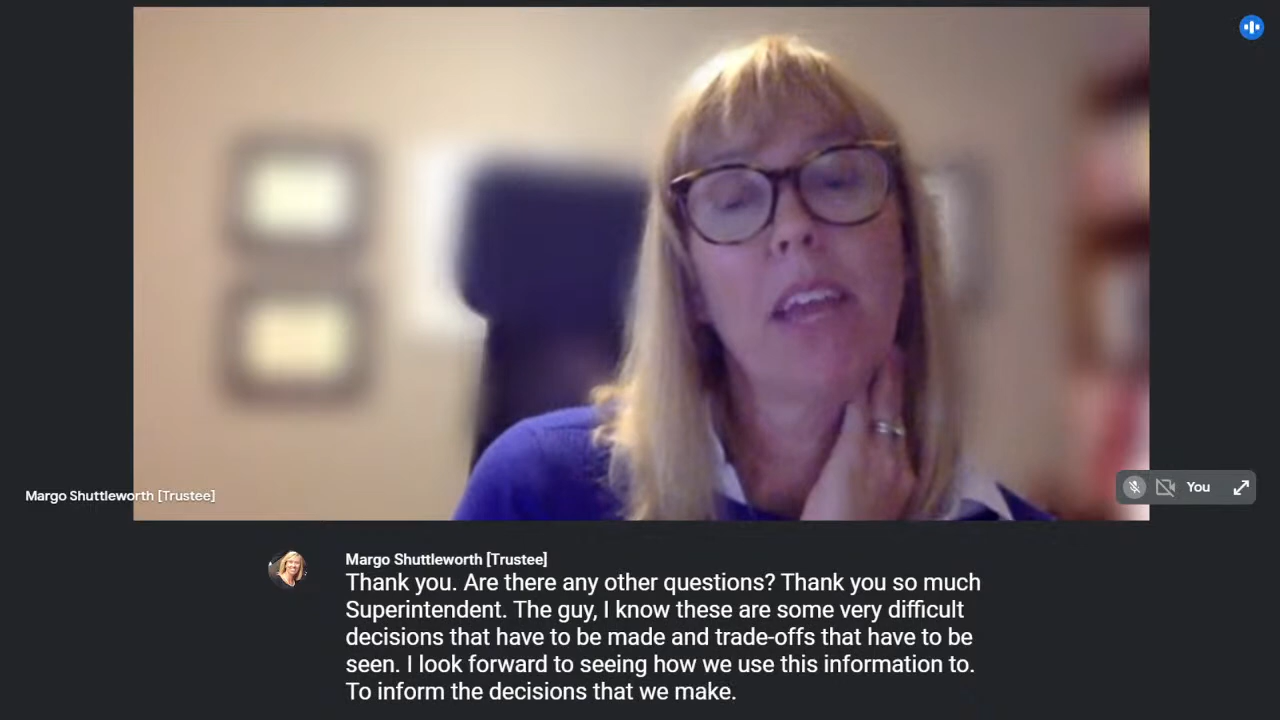 Margo Shuttleworth [Trustee]
You
Margo Shuttleworth [Trustee]
Thank you. Are there any other questions? Thank you so much
Superintendent. The guy, I know these are some very difficult
decisions that have to be made and trade-offs that have to be
seen. I look forward to seeing how we use this information to.
To inform the decisions that we make.